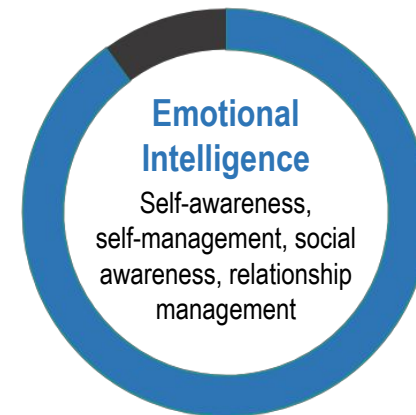 Emotional
Intelligence
Self-awareness,
self-management, social
awareness, relationship
management